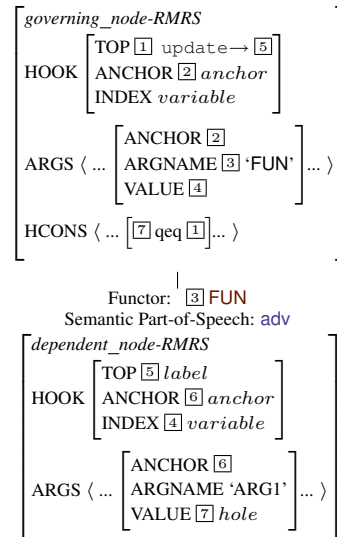 governing_node-RMRS
HOOK
TOP 1 update→ 5
ANCHOR 2 anchor
INDEX variable
ARGS ⟨ ...
ANCHOR 2
ARGNAME 3 ‘FUN’
VALUE 4
... ⟩
HCONS ⟨ ... [ 7 qeq 1 ]... ⟩
Functor: 3 FUN
Semantic Part-of-Speech: adv
dependent_node-RMRS
HOOK
TOP 5 label
ANCHOR 6 anchor
INDEX 4 variable
ARGS ⟨ ...
ANCHOR 6
ARGNAME ‘ARG1’
VALUE 7 hole
... ⟩